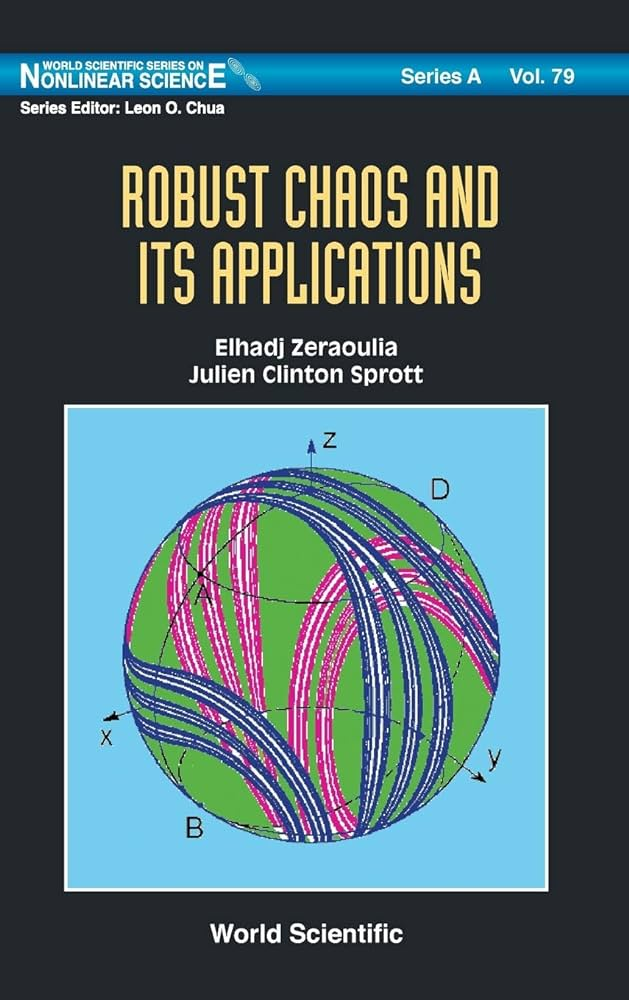 WORLD SCIENTIFIC SERIES ON
NONLINEAR SCIENCE
Series A Vol. 79
Series Editor: Leon O. Chua
ROBUST CHAOS AND
ITS APPLICATIONS
Elhadj Zeraoulia
Julien Clinton Sprott
z
D
A
x
y
B
World Scientific